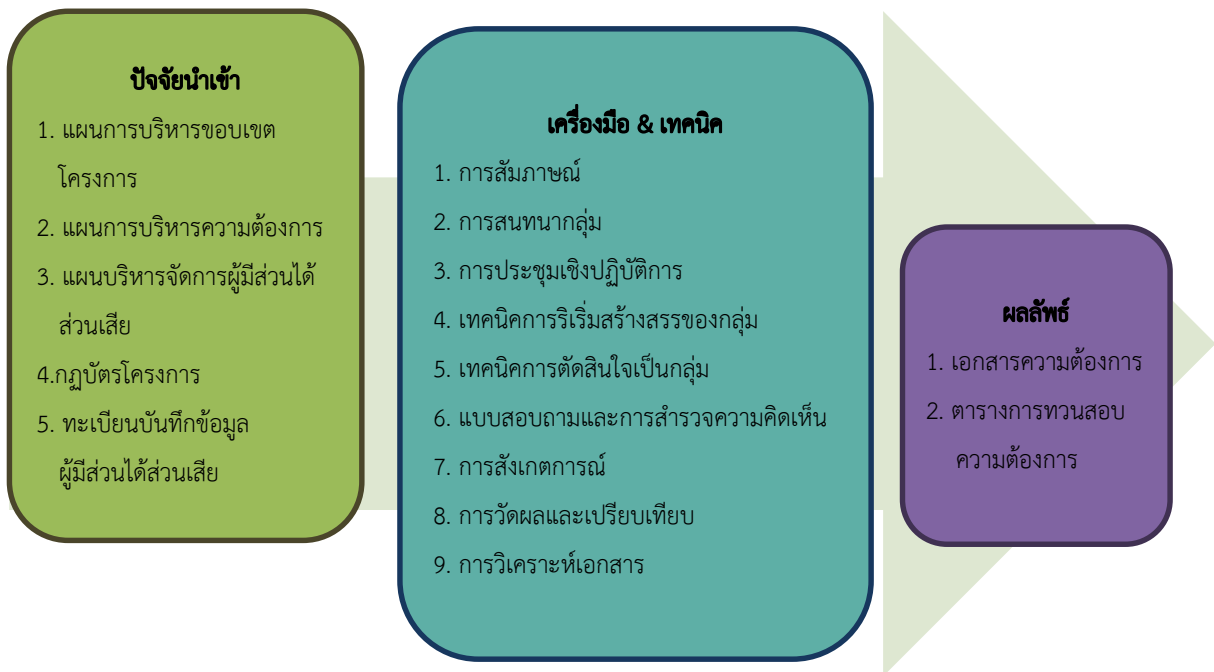 ปัจจัยนำเข้า
1. แผนการบริหารขอบเขต
โครงการ
2. แผนการบริหารความต้องการ
3. แผนบริหารจัดการผู้มีส่วนได้
ส่วนเสีย
4.กฎบัตรโครงการ
5. ทะเบียนบันทึกข้อมูล
ผู้มีส่วนได้ส่วนเสีย
เครื่องมือ & เทคนิค
1. การสัมภาษณ์
2. การสนทนากลุ่ม
3. การประชุมเชิงปฏิบัติการ
4. เทคนิคการริเริ่มสร้างสรรของกลุ่ม
5. เทคนิคการตัดสินใจเป็นกลุ่ม
6. แบบสอบถามและการสำรวจความคิดเห็น
7. การสังเกตการณ์
8. การวัดผลและเปรียบเทียบ
9. การวิเคราะห์เอกสาร
ผลลัพธ์
1. เอกสารความต้องการ
2. ตารางการทวนสอบ
ความต้องการ